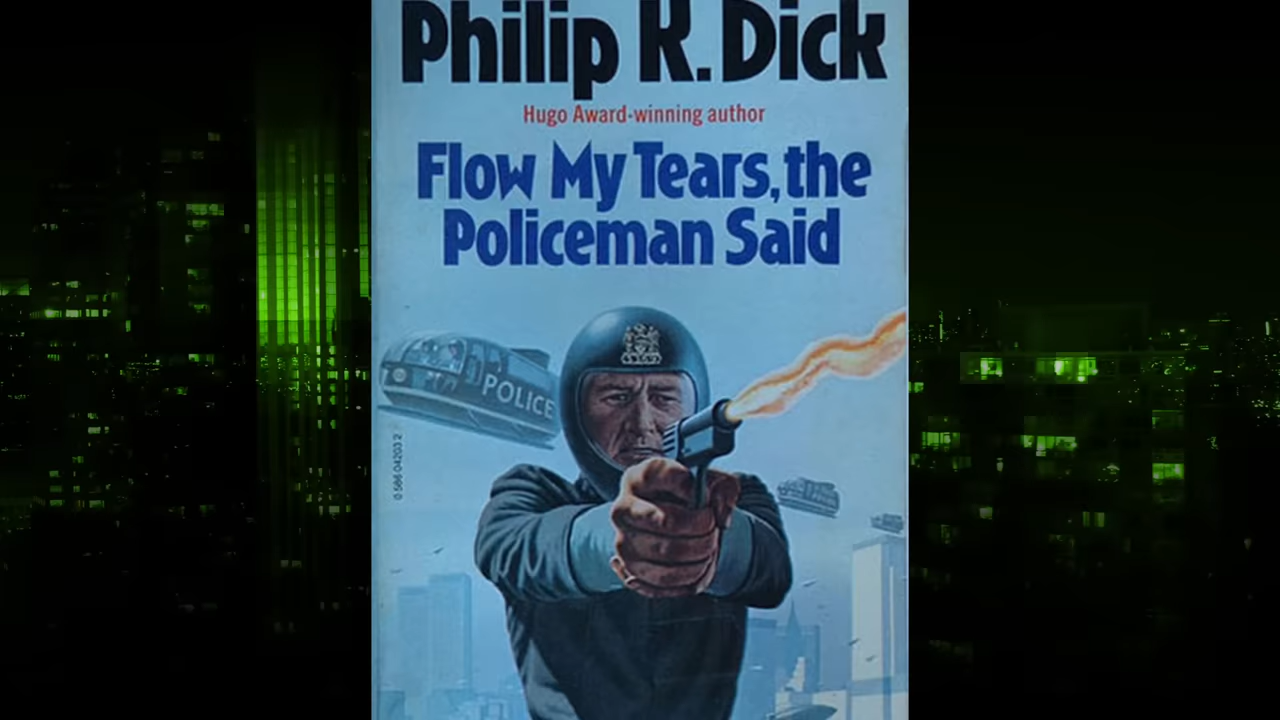 Philip K. Dick
Hugo Award-winning author
Flow My Tears, the
Policeman Said
POLICE
0 586 04203 2